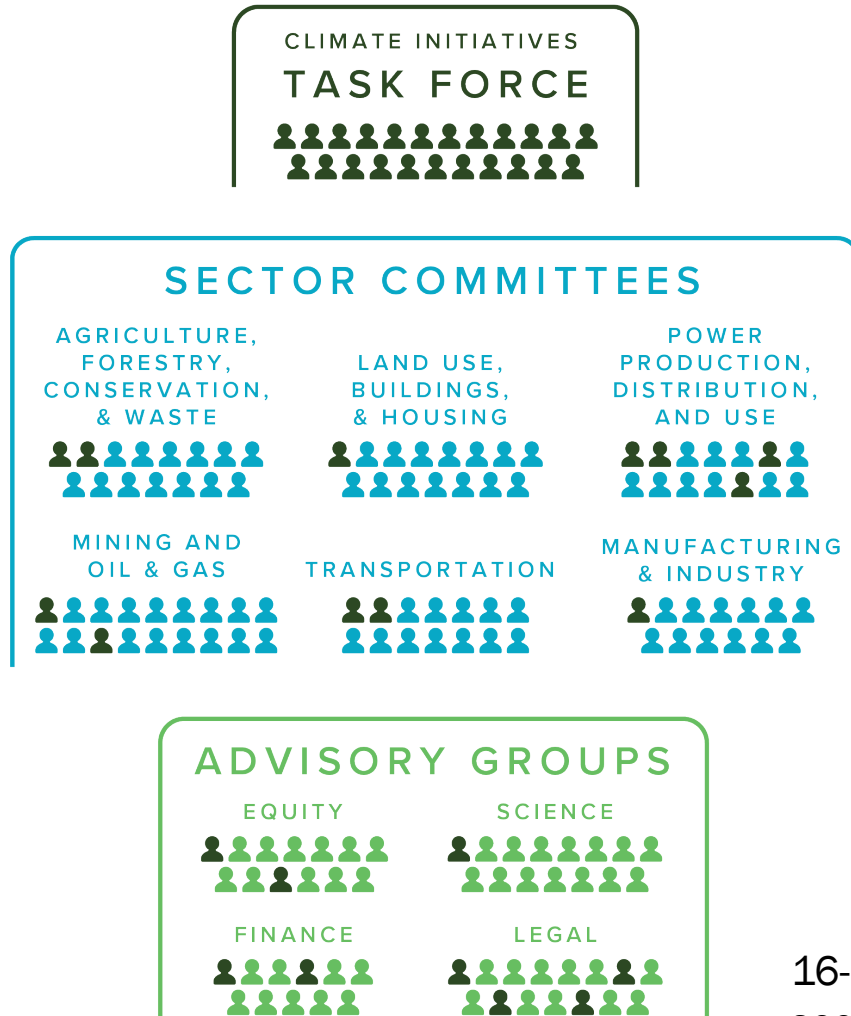 CLIMATE INITIATIVES
TASK FORCE
SECTOR COMMITTEES
AGRICULTURE,
FORESTRY,
CONSERVATION,
& WASTE
LAND USE,
BUILDINGS,
& HOUSING
POWER
PRODUCTION,
DISTRIBUTION,
AND USE
MINING AND
OIL & GAS
TRANSPORTATION
MANUFACTURING
& INDUSTRY
ADVISORY GROUPS
EQUITY
SCIENCE
FINANCE
LEGAL
16-